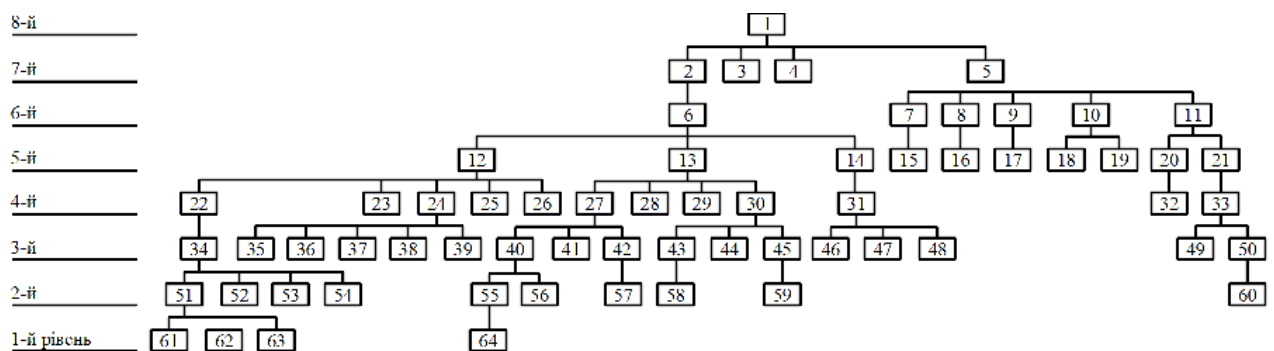 8-й 1
7-й 2 3 4 5
6-й 6 7 8 9 10 11
5-й 12 13 14 15 16 17 18 19 20 21
4-й 22 23 24 25 26 27 28 29 30 31 32 33
3-й 34 35 36 37 38 39 40 41 42 43 44 45 46 47 48 49 50
2-й 51 52 53 54 55 56 57 58 59 60
1-й рівень 61 62 63 64